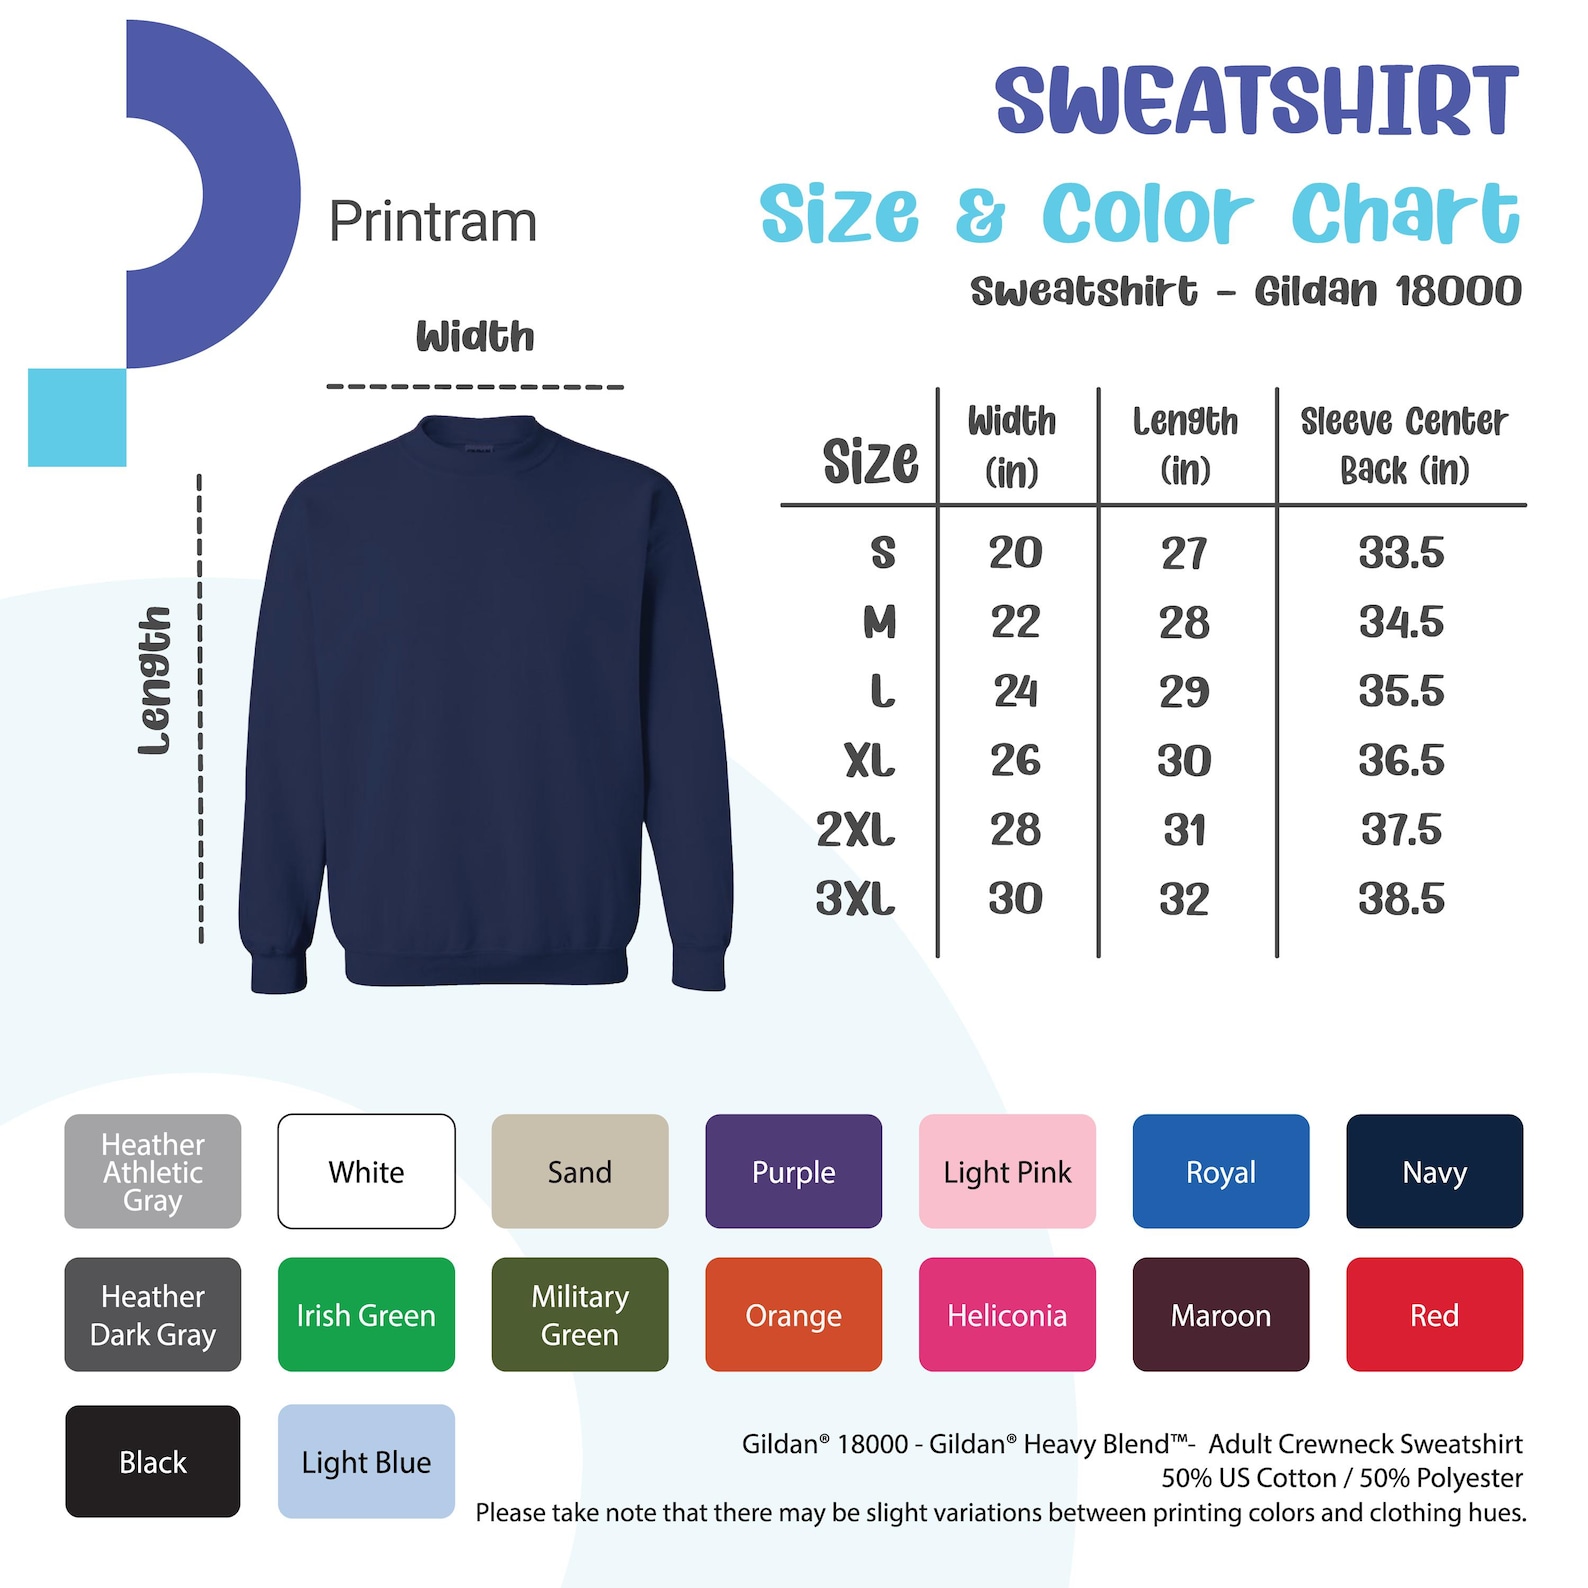 SWEATSHIRT
Printram
Size & Color Chart
Sweatshirt - Gildan 18000
Width
Length
Size Width (in) Length (in) Sleeve Center Back (in)
S 20 27 33.5
M 22 28 34.5
L 24 29 35.5
XL 26 30 36.5
2XL 28 31 37.5
3XL 30 32 38.5
Heather
Athletic
Gray
White
Sand
Purple
Light Pink
Royal
Navy
Heather
Dark Gray
Irish Green
Military
Green
Orange
Heliconia
Maroon
Red
Black
Light Blue
Gildan® 18000 - Gildan® Heavy Blend™- Adult Crewneck Sweatshirt
50% US Cotton / 50% Polyester
Please take note that there may be slight variations between printing colors and clothing hues.